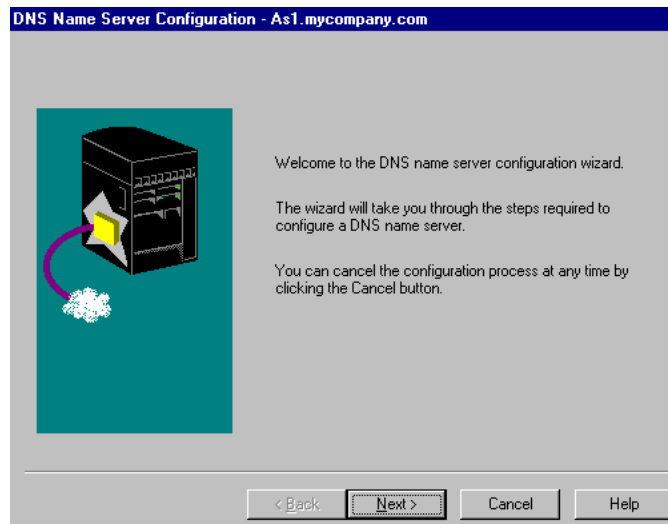 DNS Name Server Configuration - As1.mycompany.com
Welcome to the DNS name server configuration wizard.
The wizard will take you through the steps required to
configure a DNS name server.
You can cancel the configuration process at any time by
clicking the Cancel button.
< Back
Next >
Cancel
Help